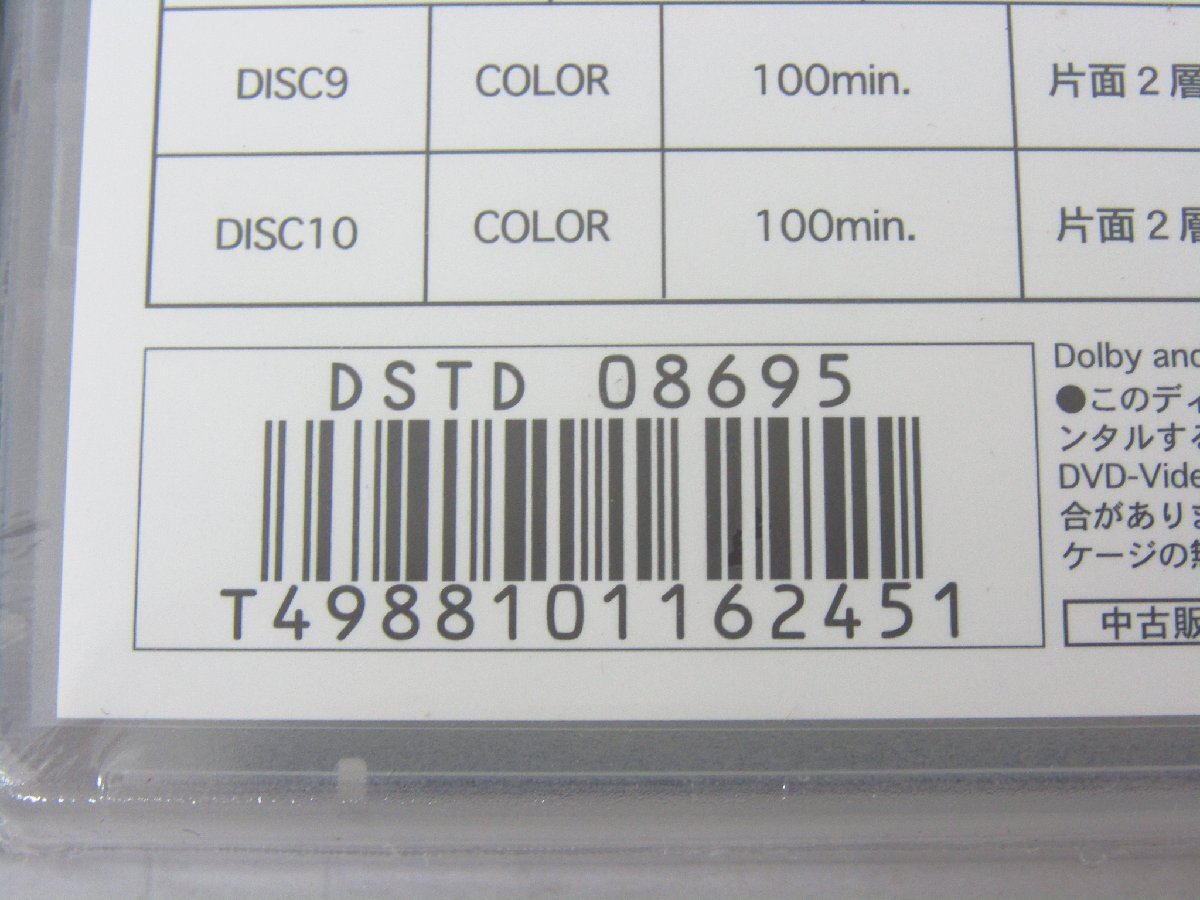 DISC9 COLOR 100min. 片面2層
DISC10 COLOR 100min. 片面2層
DSTD 08695
T4988101162451
Dolby and
●このディ
ンタルする
DVD-Vide
合がありま
ケージの無
中古販